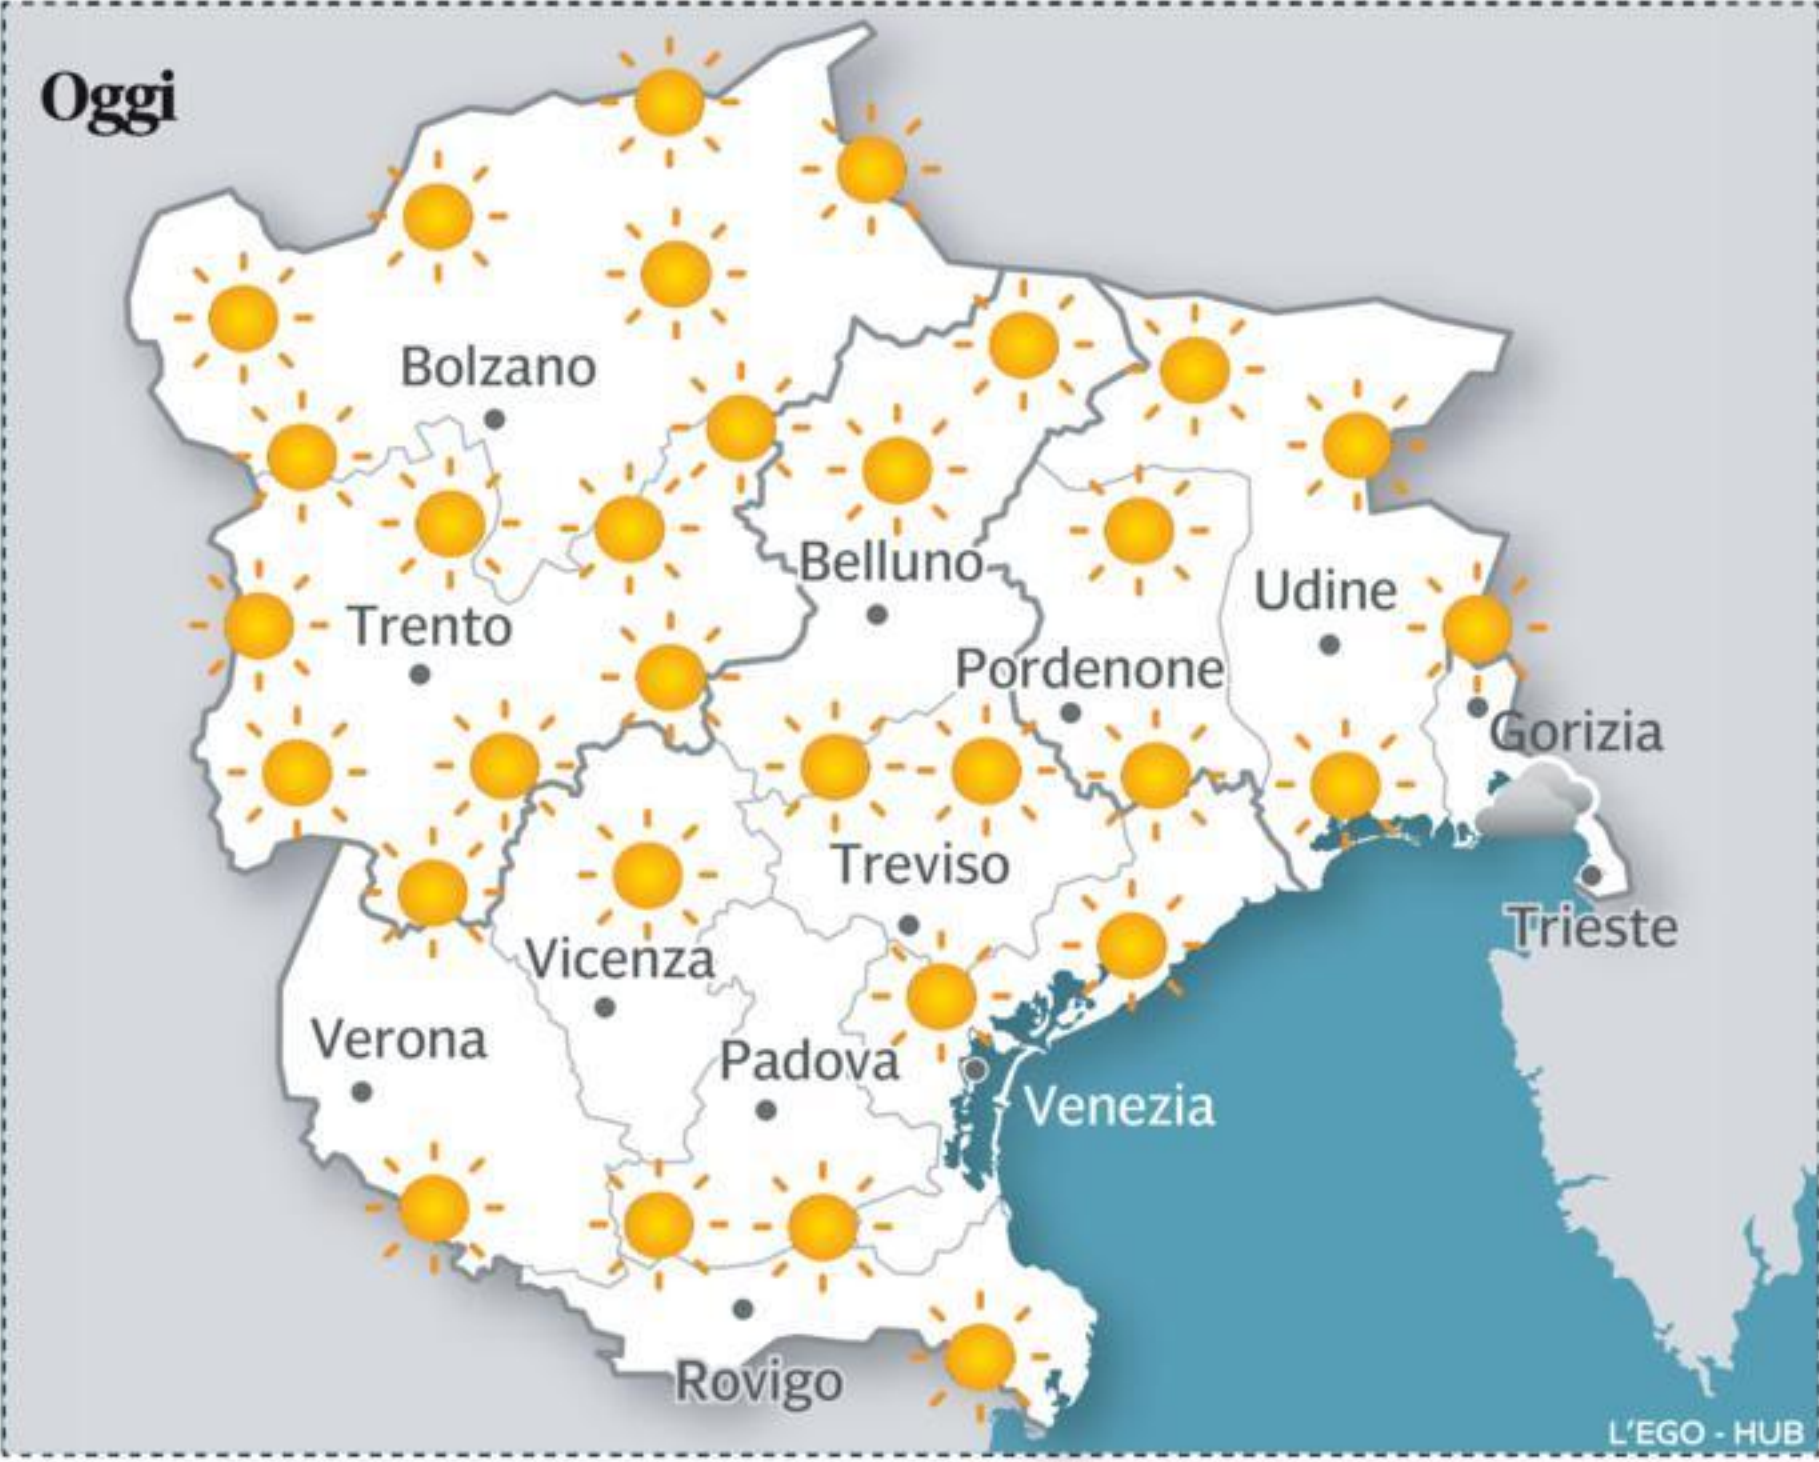 Oggi
Bolzano
Belluno
Udine
Trento
Pordenone
Gorizia
Treviso
Trieste
Vicenza
Verona
Padova
Venezia
Rovigo
L'EGO - HUB